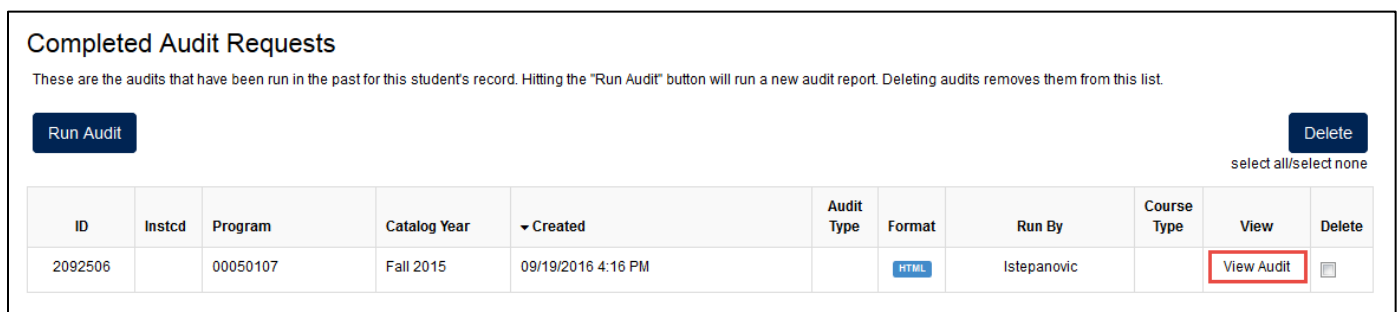 Completed Audit Requests
These are the audits that have been run in the past for this student's record. Hitting the "Run Audit" button will run a new audit report. Deleting audits removes them from this list.
Run Audit
Delete
select all/select none
ID Instcd Program Catalog Year Created Audit Type Format Run By Course Type View Delete
2092506 00050107 Fall 2015 09/19/2016 4:16 PM HTML Istepanovic View Audit